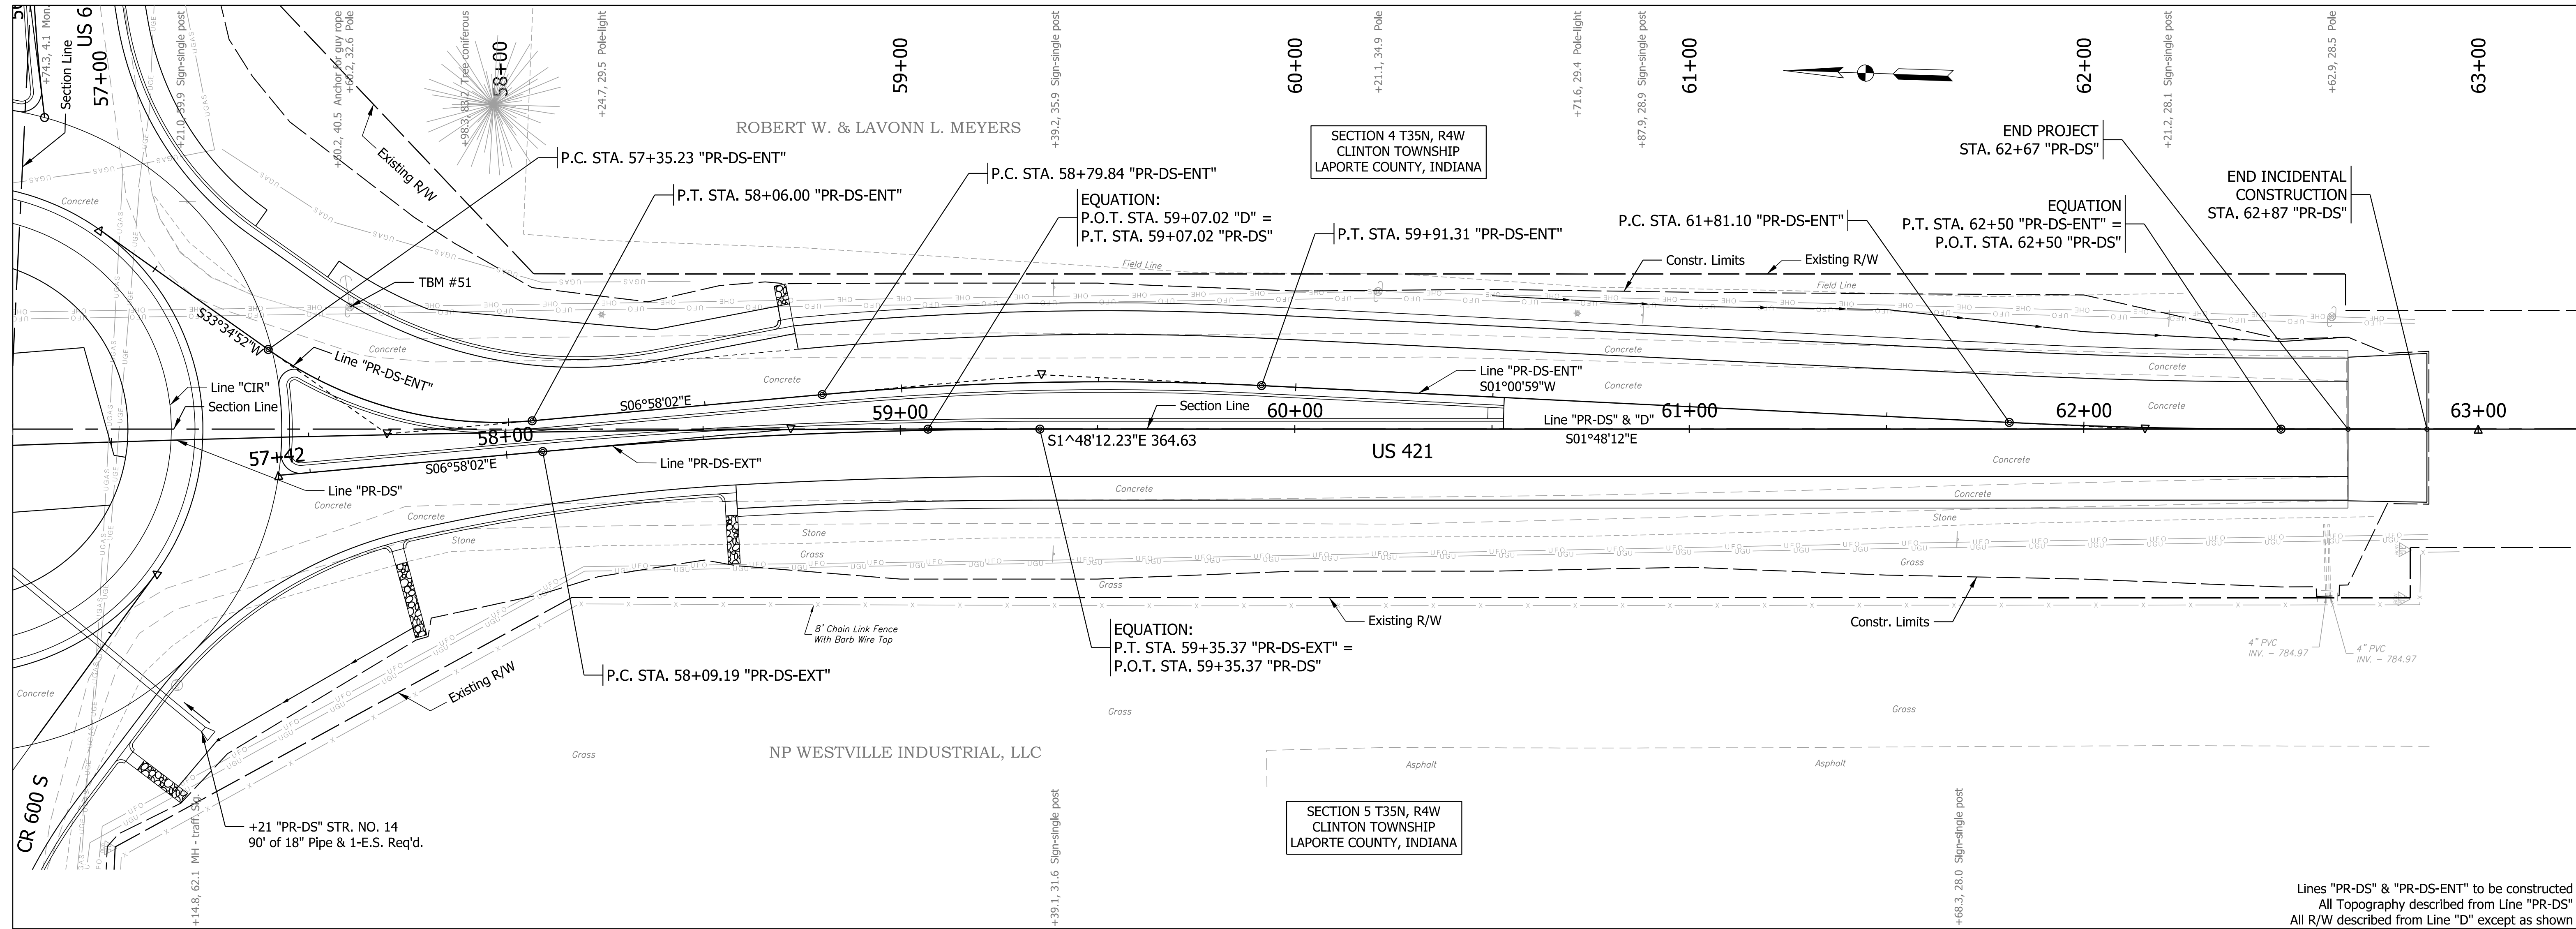 +74.3, 4.1 Mon.
Section Line
US 6
57+00
+21.0, 59.9 Sign-single post
+60.2, 40.5 Anchor for guy rope
+60.2, 32.6 Pole
+98.3, 83.2 Tree-coniferous
58+00
+24.7, 29.5 Pole-light
59+00
+39.2, 35.9 Sign-single post
60+00
+21.1, 34.9 Pole
+71.6, 29.4 Pole-light
+87.9, 28.9 Sign-single post
61+00
62+00
+21.2, 28.1 Sign-single post
+62.9, 28.5 Pole
63+00
ROBERT W. & LAVONN L. MEYERS
SECTION 4 T35N, R4W
CLINTON TOWNSHIP
LAPORTE COUNTY, INDIANA
Existing R/W
P.C. STA. 57+35.23 "PR-DS-ENT"
P.T. STA. 58+06.00 "PR-DS-ENT"
P.C. STA. 58+79.84 "PR-DS-ENT"
EQUATION:
P.O.T. STA. 59+07.02 "D" =
P.T. STA. 59+07.02 "PR-DS"
P.T. STA. 59+91.31 "PR-DS-ENT"
P.C. STA. 61+81.10 "PR-DS-ENT"
END PROJECT
STA. 62+67 "PR-DS"
EQUATION
P.T. STA. 62+50 "PR-DS-ENT" =
P.O.T. STA. 62+50 "PR-DS"
END INCIDENTAL
CONSTRUCTION
STA. 62+87 "PR-DS"
Concrete
UGAS
UGE
TBM #51
Field Line
Constr. Limits
Existing R/W
Field Line
OHE
UFO
S33°34'52"W
Line "PR-DS-ENT"
Concrete
Concrete
Concrete
Concrete
Concrete
Concrete
Line "CIR"
Section Line
S06°58'02"E
Line "PR-DS-ENT"
S01°00'59"W
Section Line
58+00
59+00
60+00
61+00
62+00
63+00
Line "PR-DS" & "D"
S01°48'12"E
S1^48'12.23"E 364.63
US 421
57+42
S06°58'02"E
Line "PR-DS-EXT"
Line "PR-DS"
Concrete
Concrete
Concrete
Concrete
Concrete
Stone
Stone
Stone
Grass
Grass
Grass
UFO
UGU
8' Chain Link Fence
With Barb Wire Top
Existing R/W
Constr. Limits
EQUATION:
P.T. STA. 59+35.37 "PR-DS-EXT" =
P.O.T. STA. 59+35.37 "PR-DS"
P.C. STA. 58+09.19 "PR-DS-EXT"
4" PVC
INV. - 784.97
4" PVC
INV. - 784.97
Concrete
Existing R/W
Grass
Grass
Grass
NP WESTVILLE INDUSTRIAL, LLC
Asphalt
Asphalt
CR 600 S
+21 "PR-DS" STR. NO. 14
90' of 18" Pipe & 1-E.S. Req'd.
SECTION 5 T35N, R4W
CLINTON TOWNSHIP
LAPORTE COUNTY, INDIANA
+14.8, 62.1 MH - traff. Sig.
+39.1, 31.6 Sign-single post
+68.3, 28.0 Sign-single post
Lines "PR-DS" & "PR-DS-ENT" to be constructed
All Topography described from Line "PR-DS"
All R/W described from Line "D" except as shown